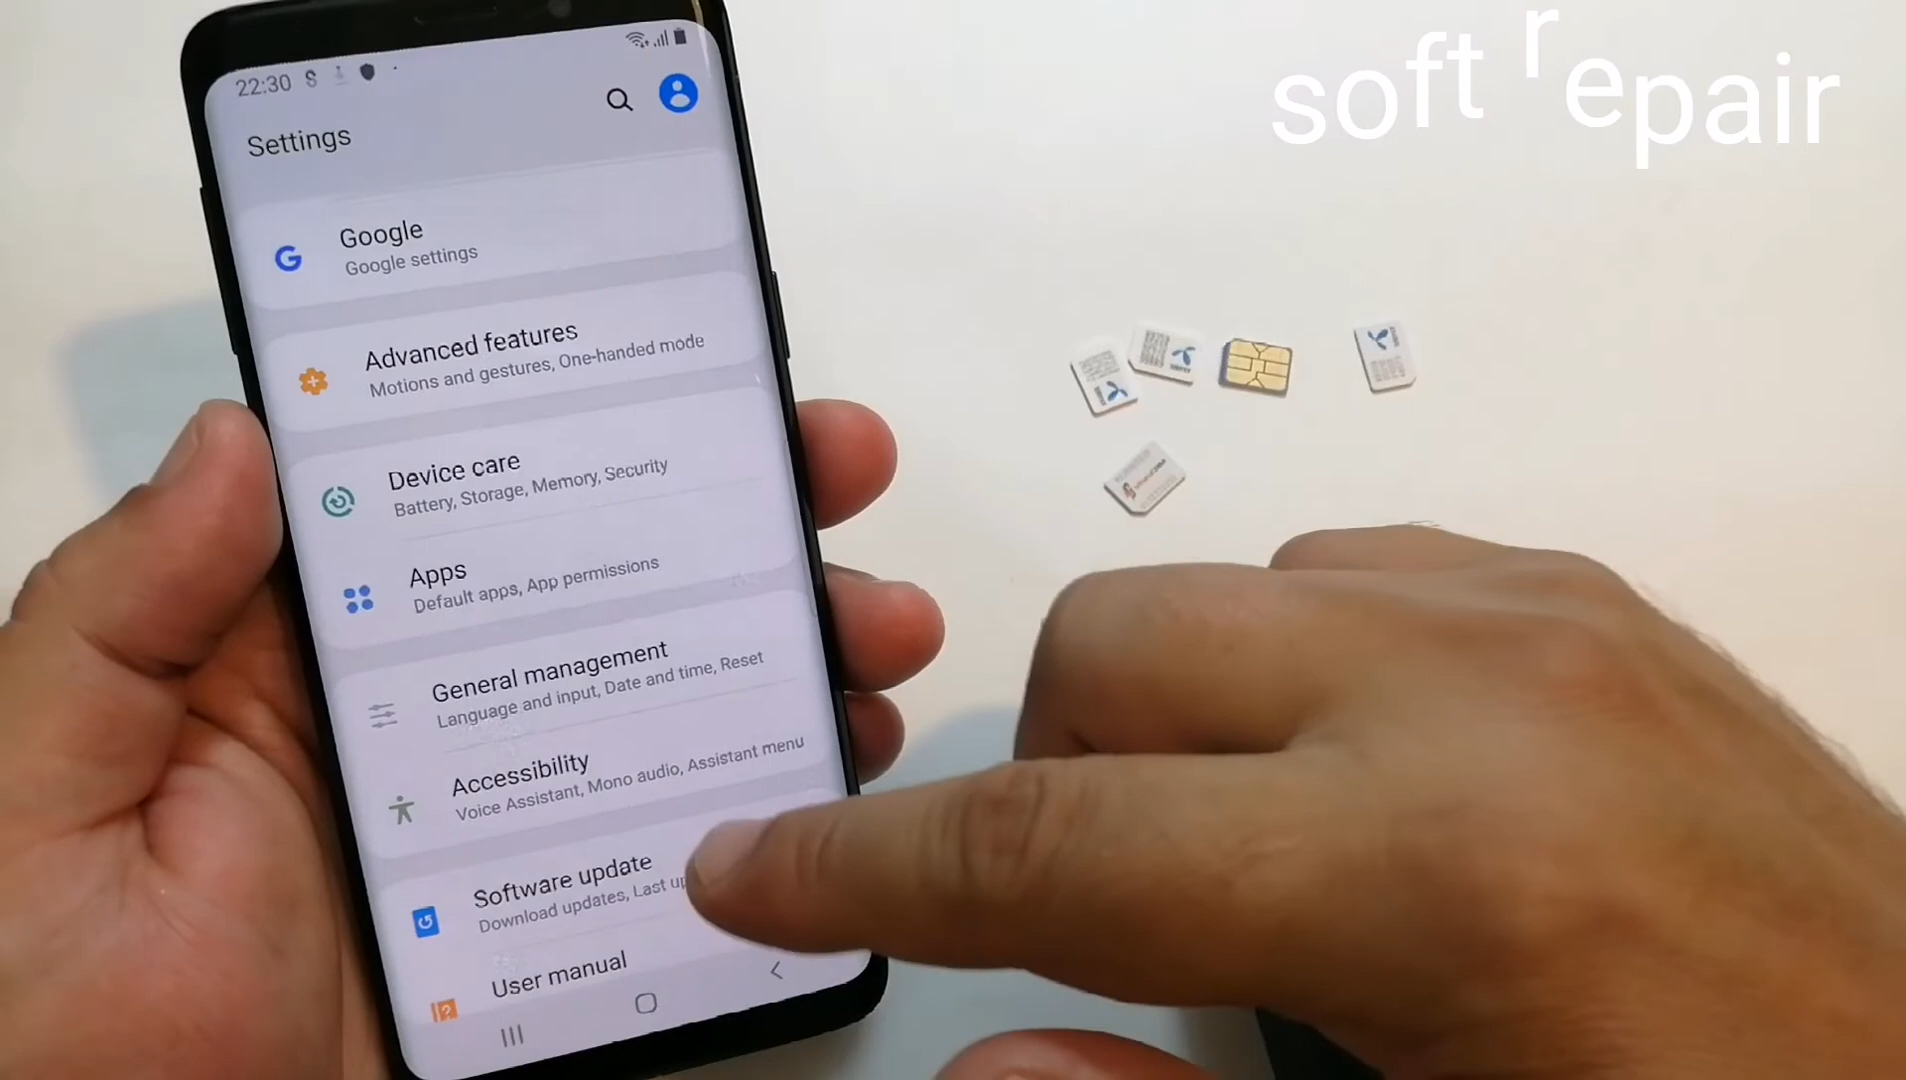 soft repair
22:30
Settings
Google
Google settings
Advanced features
Motions and gestures, One-handed mode
Device care
Battery, Storage, Memory, Security
Apps
Default apps, App permissions
General management
Language and input, Date and time, Reset
Accessibility
Voice Assistant, Mono audio, Assistant menu
Software update
Download updates, Last
User manual